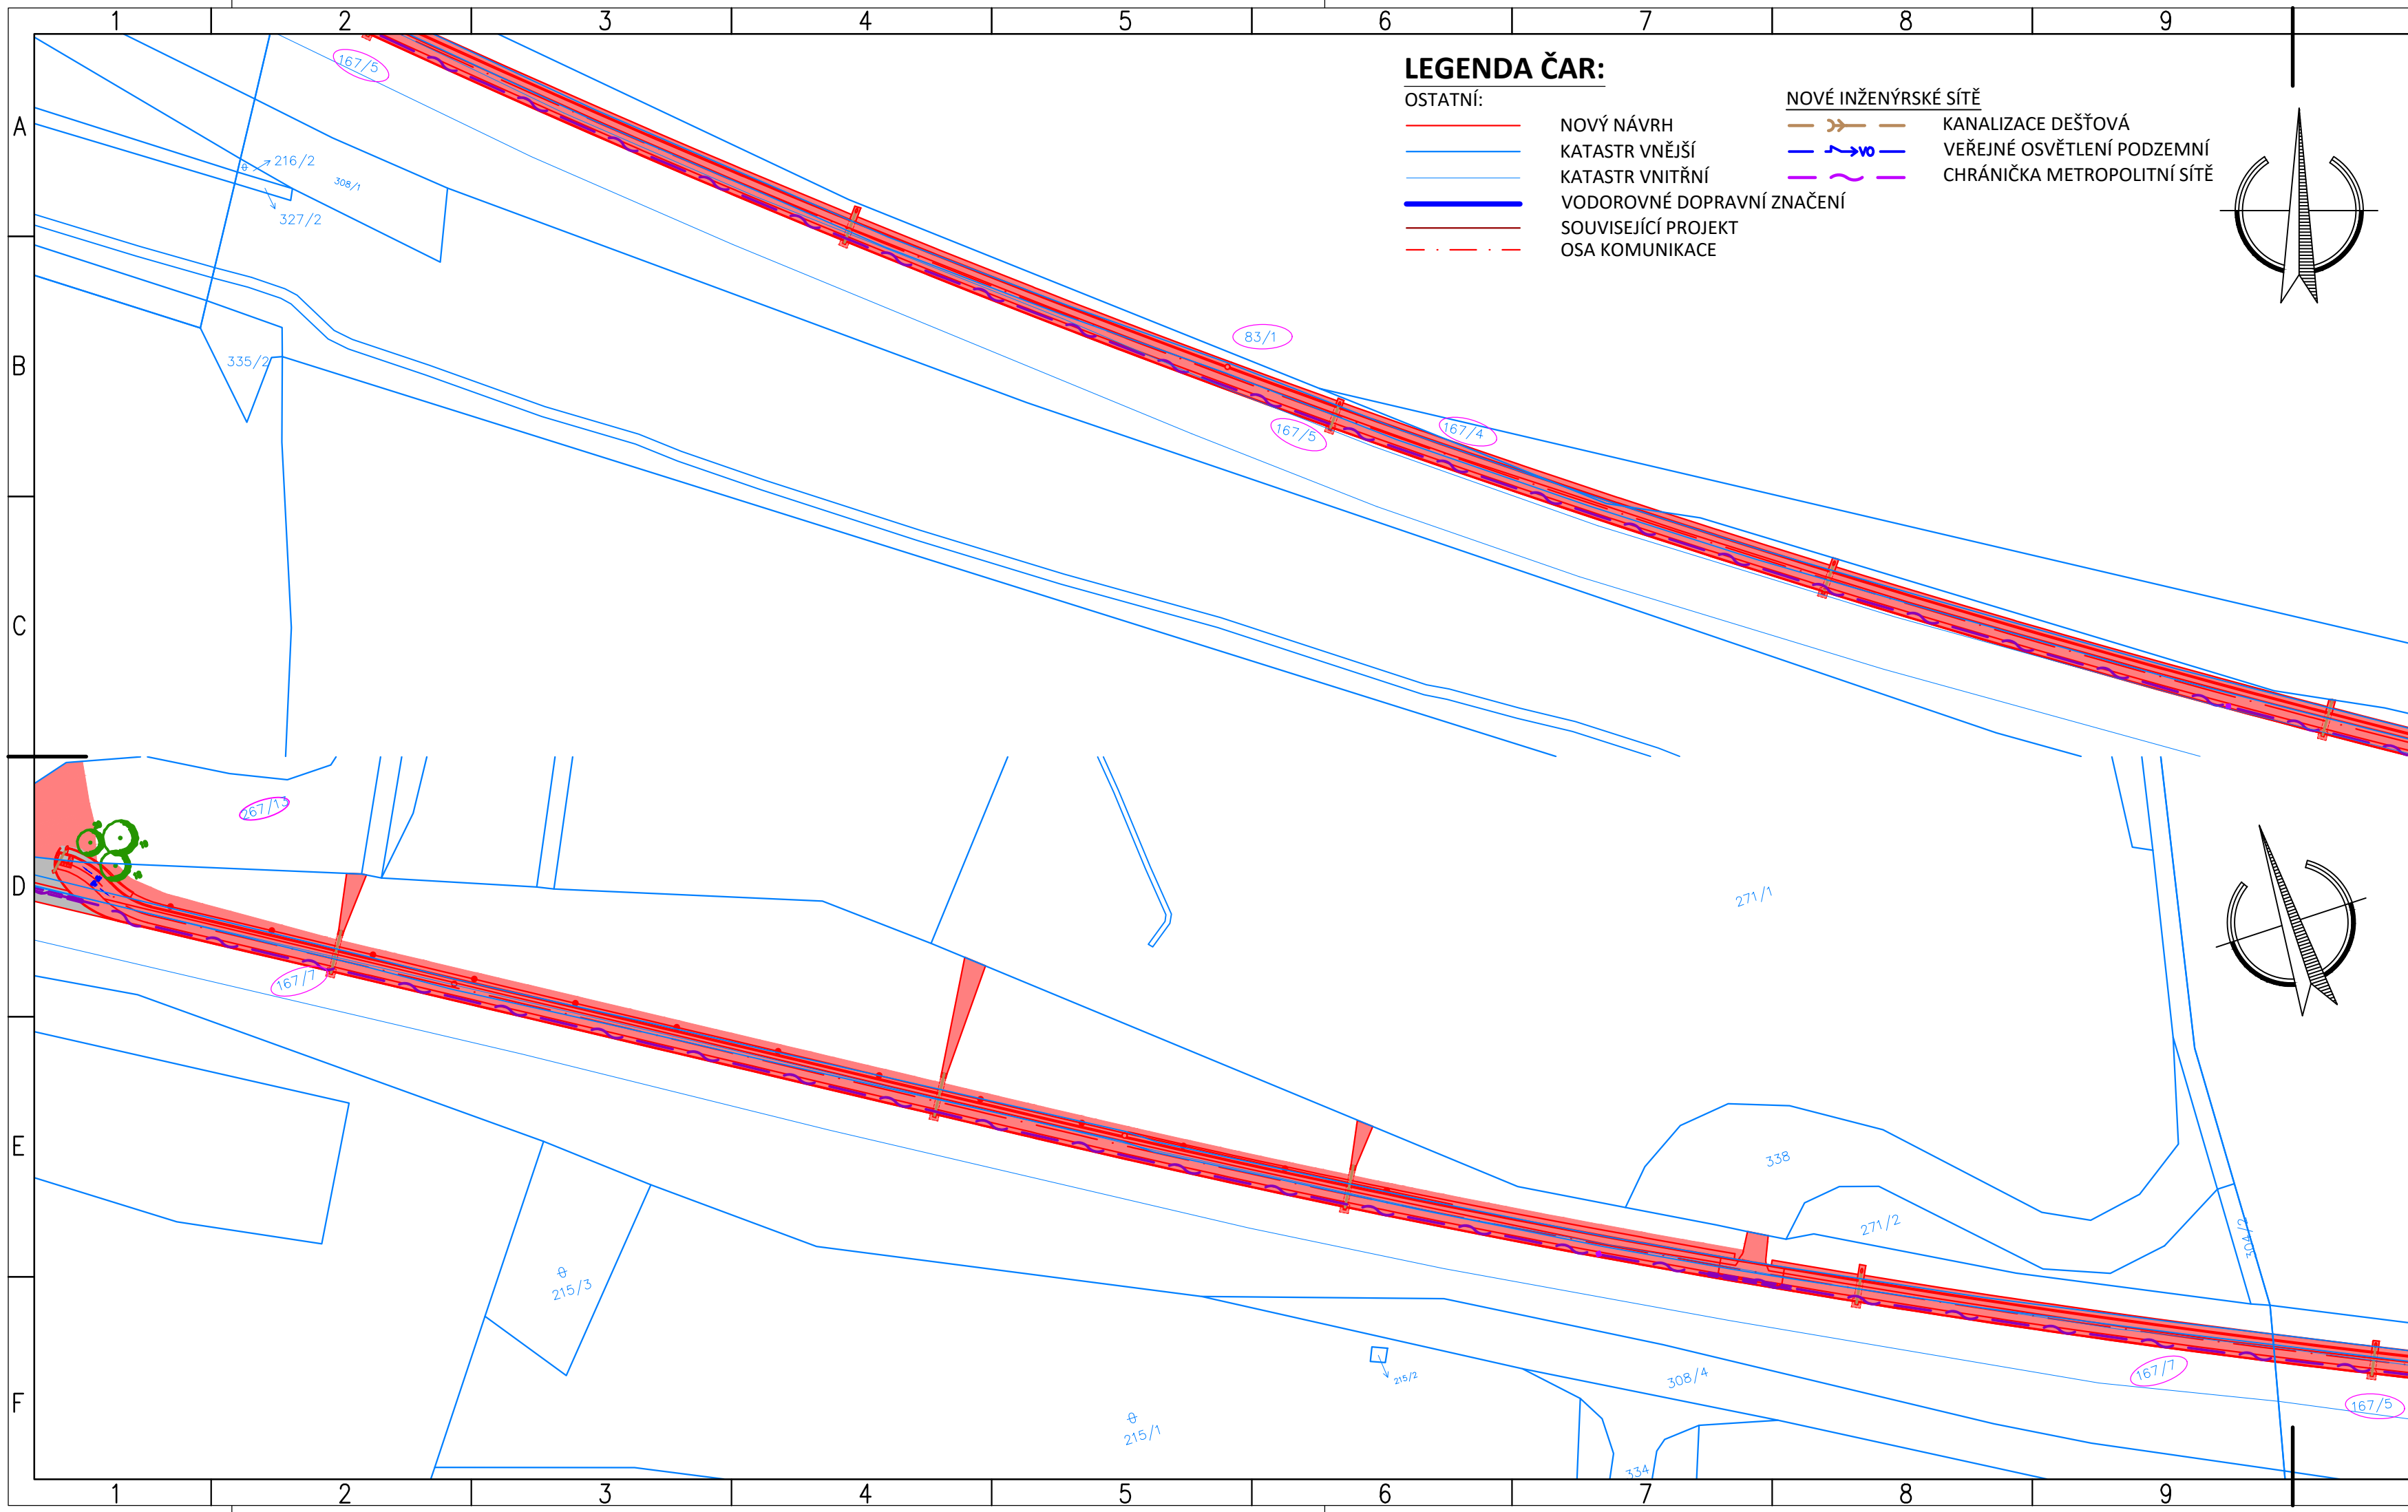 1 2 3 4 5 6 7 8 9
LEGENDA ČAR:
OSTATNÍ:
NOVÝ NÁVRH
KATASTR VNĚJŠÍ
KATASTR VNITŘNÍ
VODOROVNÉ DOPRAVNÍ ZNAČENÍ
SOUVISEJÍCÍ PROJEKT
OSA KOMUNIKACE
NOVÉ INŽENÝRSKÉ SÍTĚ
KANALIZACE DEŠŤOVÁ
VO
VEŘEJNÉ OSVĚTLENÍ PODZEMNÍ
CHRÁNIČKA METROPOLITNÍ SÍTĚ
A
167/5
216/2
308/1
327/2
B
335/2
83/1
167/5
167/4
C
267/13
D
271/1
167/7
E
338
271/2
304/2
215/3
F
215/2
308/4
167/7
167/5
215/1
334
1 2 3 4 5 6 7 8 9